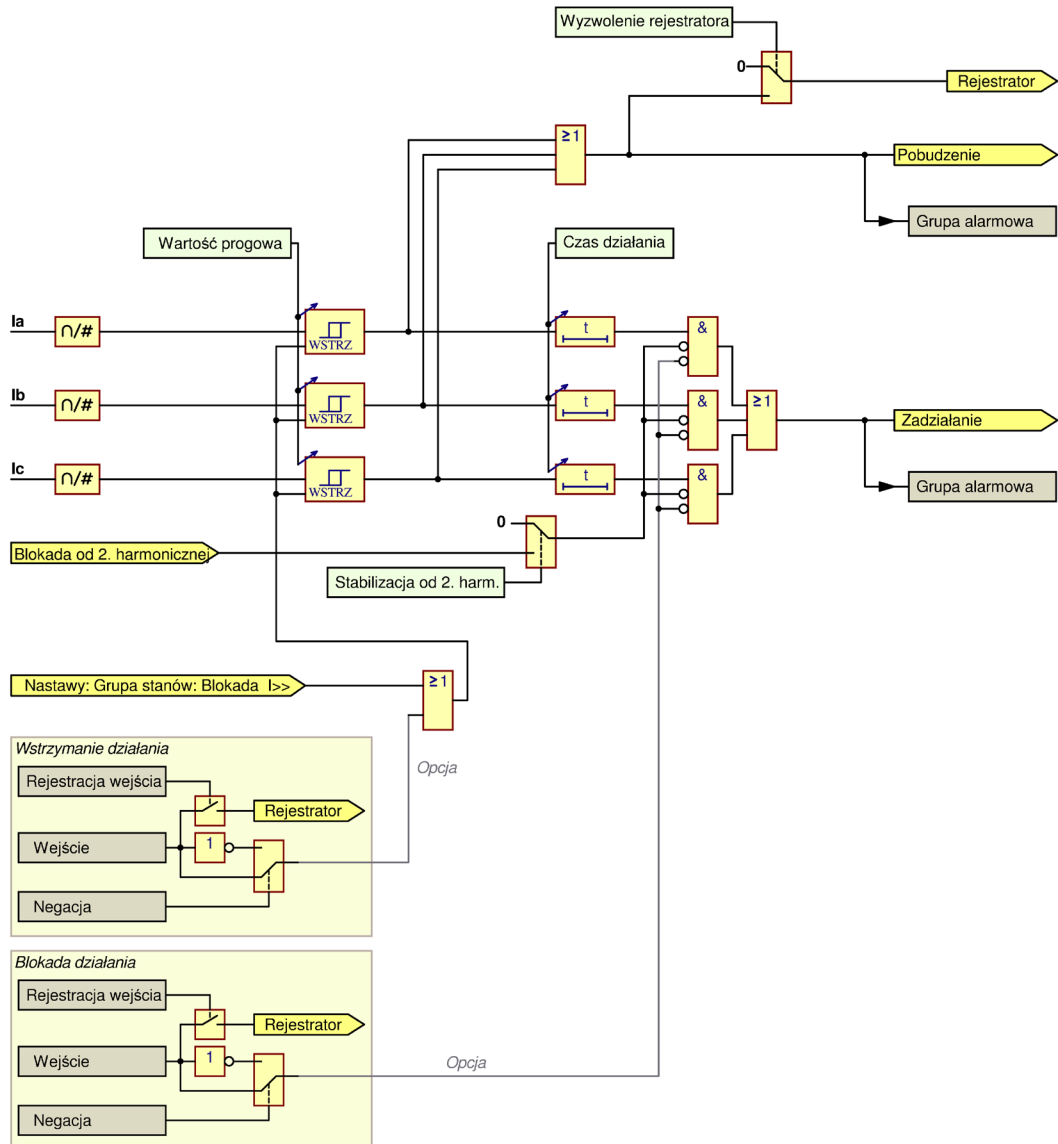 Wyzwolenie rejestratora
0
Rejestrator
≥1
Pobudzenie
Grupa alarmowa
Wartość progowa
Czas działania
Ia
∩/#
WSTRZ
t
&
Ib
∩/#
WSTRZ
t
&
≥1
Zadziałanie
Ic
∩/#
WSTRZ
t
&
Grupa alarmowa
0
Blokada od 2. harmonicznej
Stabilizacja od 2. harm.
Nastawy: Grupa stanów: Blokada I>>
≥1
Wstrzymanie działania
Opcja
Rejestracja wejścia
Rejestrator
Wejście
1
Negacja
Blokada działania
Rejestracja wejścia
Rejestrator
Wejście
1
Opcja
Negacja